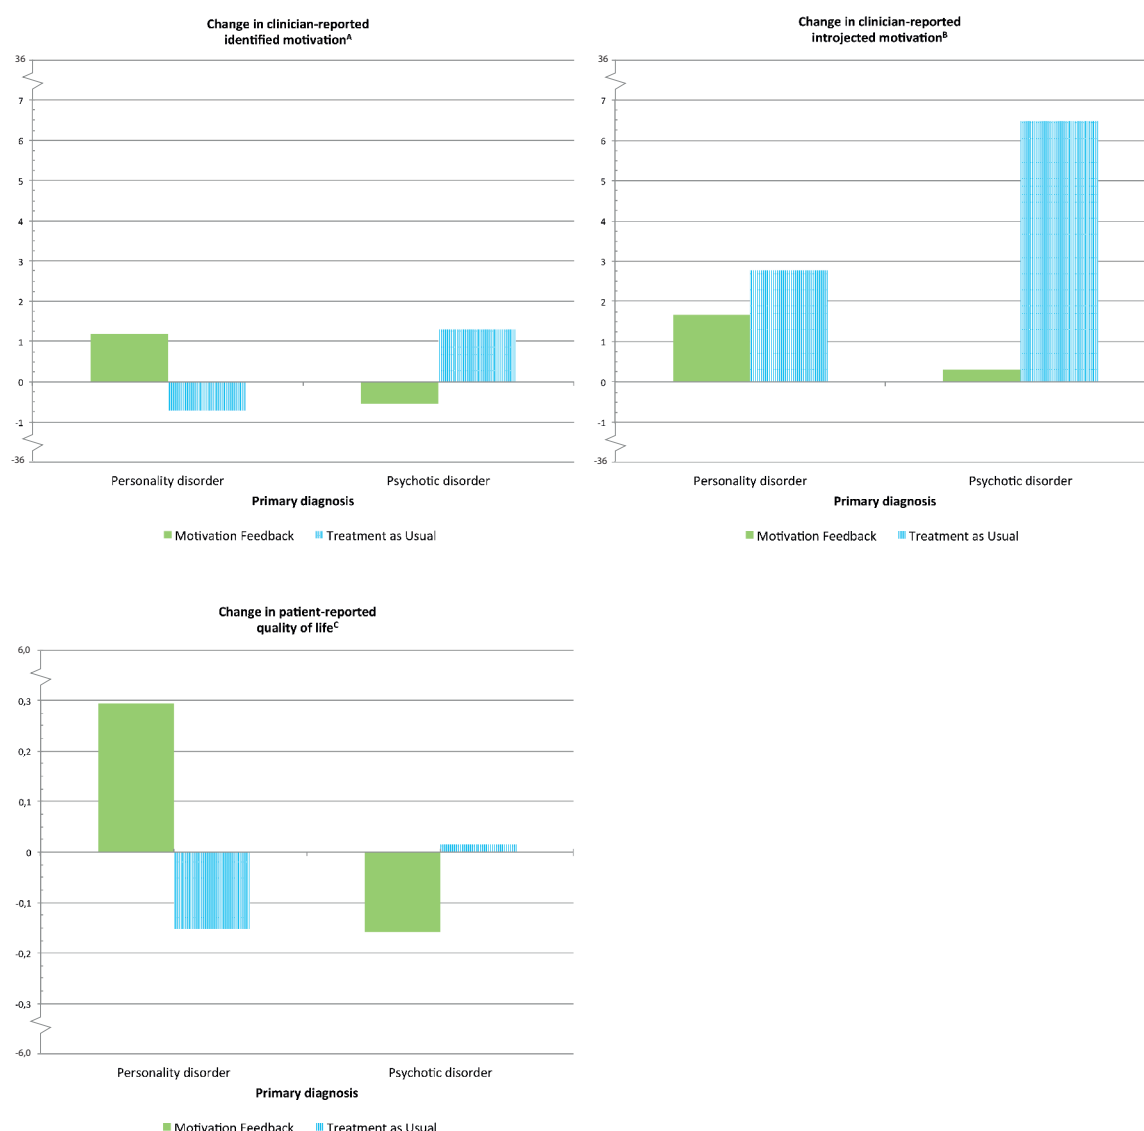 Change in clinician-reported
identified motivationA
36
7
6
5
4
3
2
1
0
-1
-36
Personality disorder Psychotic disorder
Primary diagnosis
Motivation Feedback Treatment as Usual
Change in clinician-reported
introjected motivationB
36
7
6
5
4
3
2
1
0
-1
-36
Personality disorder Psychotic disorder
Primary diagnosis
Motivation Feedback Treatment as Usual
Change in patient-reported
quality of lifeC
6,0
0,3
0,2
0,1
0
-0,1
-0,2
-0,3
-6,0
Personality disorder Psychotic disorder
Primary diagnosis
Motivation Feedback Treatment as Usual